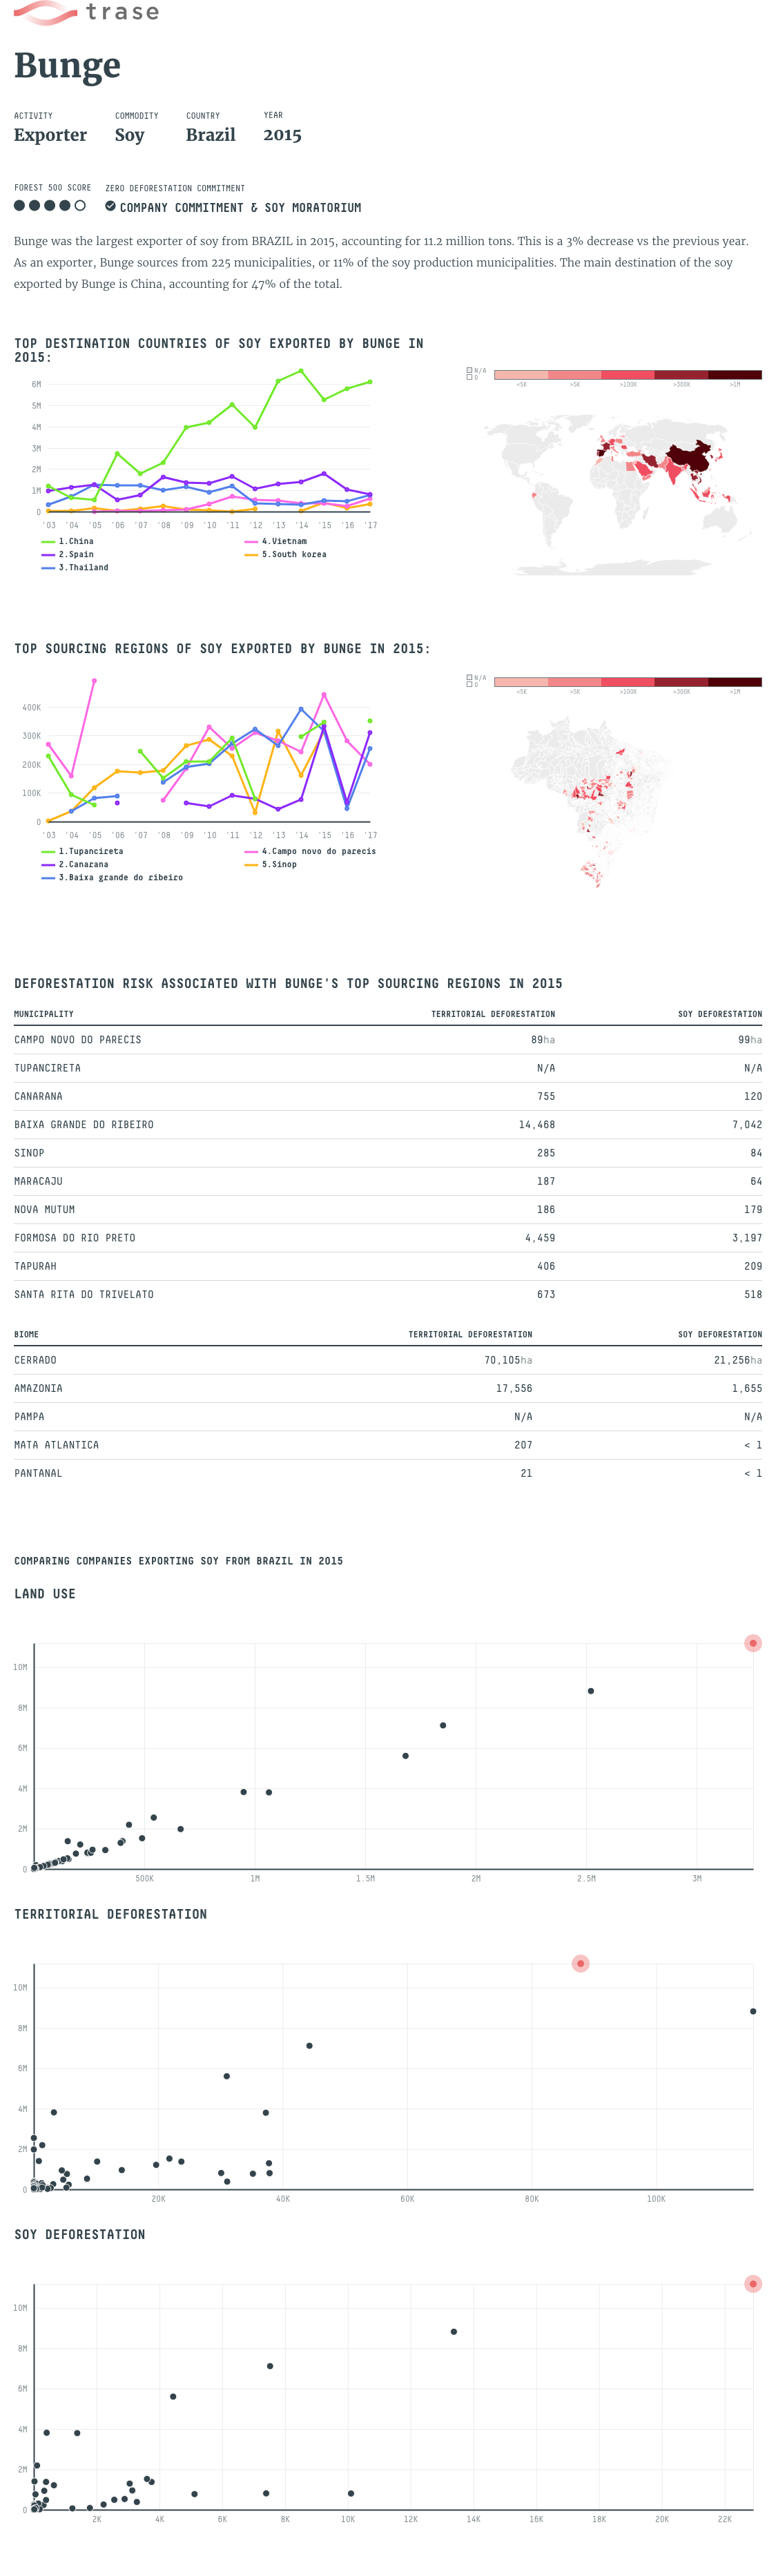 trase
Bunge
ACTIVITY COMMODITY COUNTRY YEAR
Exporter Soy Brazil 2015
FOREST 500 SCORE ZERO DEFORESTATION COMMITMENT
COMPANY COMMITMENT & SOY MORATORIUM
Bunge was the largest exporter of soy from BRAZIL in 2015, accounting for 11.2 million tons. This is a 3% decrease vs the previous year.
As an exporter, Bunge sources from 225 municipalities, or 11% of the soy production municipalities. The main destination of the soy
exported by Bunge is China, accounting for 47% of the total.
TOP DESTINATION COUNTRIES OF SOY EXPORTED BY BUNGE IN
2015:
6M
5M
4M
3M
2M
1M
0
'03 '04 '05 '06 '07 '08 '09 '10 '11 '12 '13 '14 '15 '16 '17
1.China
2.Spain
3.Thailand
4.Vietnam
5.South korea
N/A
0
<5K >5K >100K >300K >1M
TOP SOURCING REGIONS OF SOY EXPORTED BY BUNGE IN 2015:
400K
300K
200K
100K
0
'03 '04 '05 '06 '07 '08 '09 '10 '11 '12 '13 '14 '15 '16 '17
1.Tupancireta
2.Canarana
3.Baixa grande do ribeiro
4.Campo novo do parecis
5.Sinop
N/A
0
<5K >5K >100K >300K >1M
DEFORESTATION RISK ASSOCIATED WITH BUNGE'S TOP SOURCING REGIONS IN 2015
MUNICIPALITY TERRITORIAL DEFORESTATION SOY DEFORESTATION
CAMPO NOVO DO PARECIS 89ha 99ha
TUPANCIRETA N/A N/A
CANARANA 755 120
BAIXA GRANDE DO RIBEIRO 14,468 7,042
SINOP 285 84
MARACAJU 187 64
NOVA MUTUM 186 179
FORMOSA DO RIO PRETO 4,459 3,197
TAPURAH 406 209
SANTA RITA DO TRIVELATO 673 518
BIOME TERRITORIAL DEFORESTATION SOY DEFORESTATION
CERRADO 70,105ha 21,256ha
AMAZONIA 17,556 1,655
PAMPA N/A N/A
MATA ATLANTICA 207 < 1
PANTANAL 21 < 1
COMPARING COMPANIES EXPORTING SOY FROM BRAZIL IN 2015
LAND USE
10M
8M
6M
4M
2M
0
500K 1M 1.5M 2M 2.5M 3M
TERRITORIAL DEFORESTATION
10M
8M
6M
4M
2M
0
20K 40K 60K 80K 100K
SOY DEFORESTATION
10M
8M
6M
4M
2M
0
2K 4K 6K 8K 10K 12K 14K 16K 18K 20K 22K